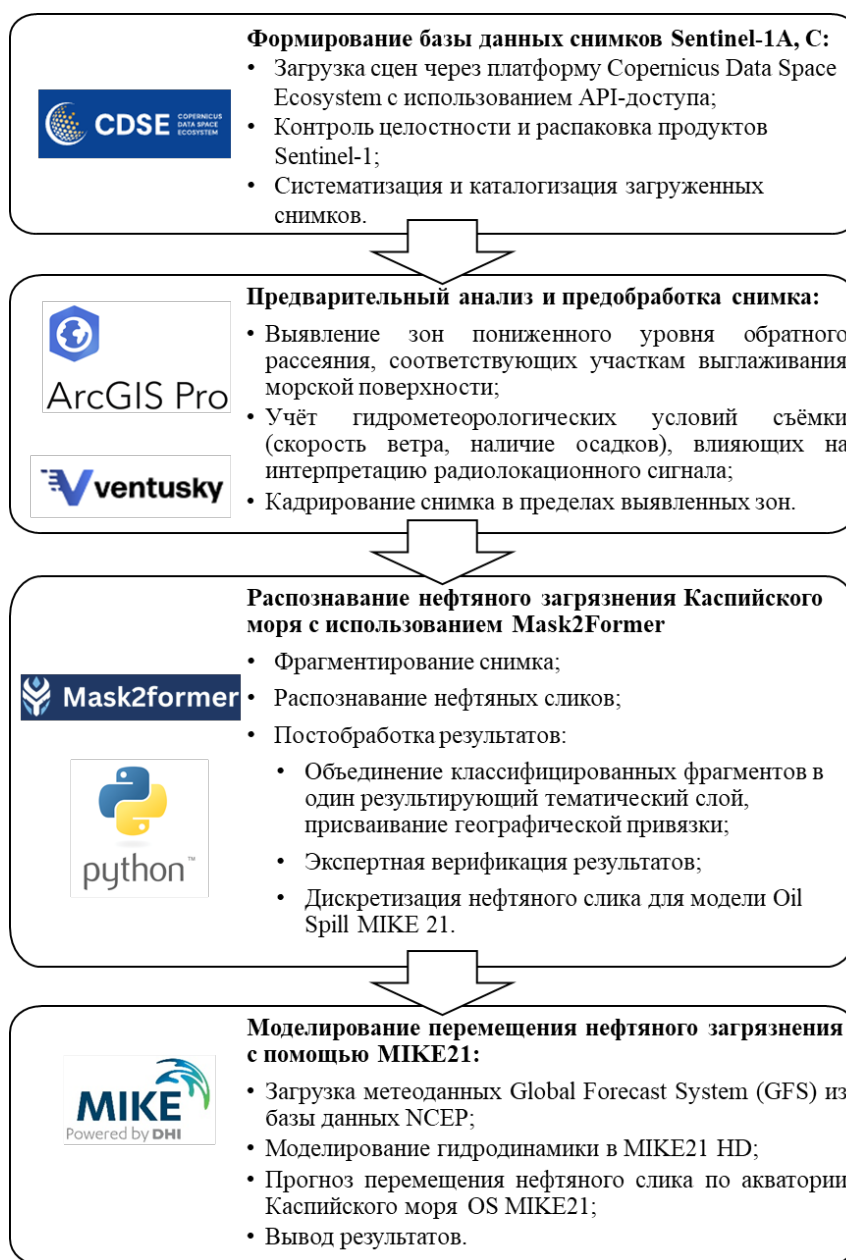 Формирование базы данных снимков Sentinel-1A, C:
• Загрузка сцен через платформу Copernicus Data Space
Ecosystem с использованием API-доступа;
• Контроль целостности и распаковка продуктов
Sentinel-1;
• Систематизация и каталогизация загруженных
снимков.
CDSE
COPERNICUS
DATA SPACE
ECOSYSTEM
Предварительный анализ и предобработка снимка:
• Выявление зон пониженного уровня обратного
рассеяния, соответствующих участкам выглаживания
морской поверхности;
• Учёт гидрометеорологических условий съёмки
(скорость ветра, наличие осадков), влияющих на
интерпретацию радиолокационного сигнала;
• Кадрирование снимка в пределах выявленных зон.
ArcGIS Pro
ventusky
Распознавание нефтяного загрязнения Каспийского
моря с использованием Mask2Former
• Фрагментирование снимка;
• Распознавание нефтяных сликов;
• Постобработка результатов:
• Объединение классифицированных фрагментов в
один результирующий тематический слой,
присваивание географической привязки;
• Экспертная верификация результатов;
• Дискретизация нефтяного слика для модели Oil
Spill MIKE 21.
Mask2former
python™
Моделирование перемещения нефтяного загрязнения
с помощью MIKE21:
• Загрузка метеоданных Global Forecast System (GFS) из
базы данных NCEP;
• Моделирование гидродинамики в MIKE21 HD;
• Прогноз перемещения нефтяного слика по акватории
Каспийского моря OS MIKE21;
• Вывод результатов.
MIKE
Powered by DHI